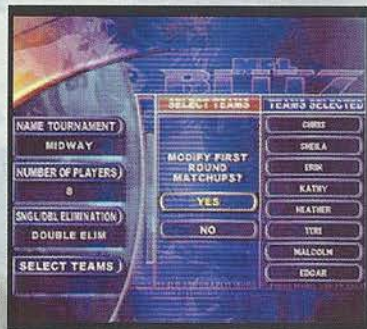 NFL
BLITZ
NAME TOURNAMENT
MIDWAY
NUMBER OF PLAYERS
8
SNGL/DBL ELIMINATION
DOUBLE ELIM
SELECT TEAMS
SELECT TEAMS
MODIFY FIRST
ROUND
MATCHUPS?
YES
NO
TEAMS SELECTED
CHRIS
SHEILA
ERIN
KATHY
HEATHER
TERI
MALCOLM
EDGAR